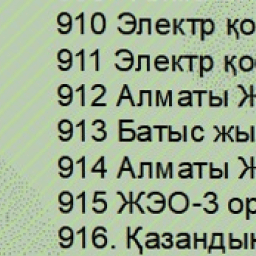 910 Электр қо
911 Электр қо
912 Алматы Ж
913 Батыс жы
914 Алматы Ж
915 ЖЭО-3 ор
916. Қазандық